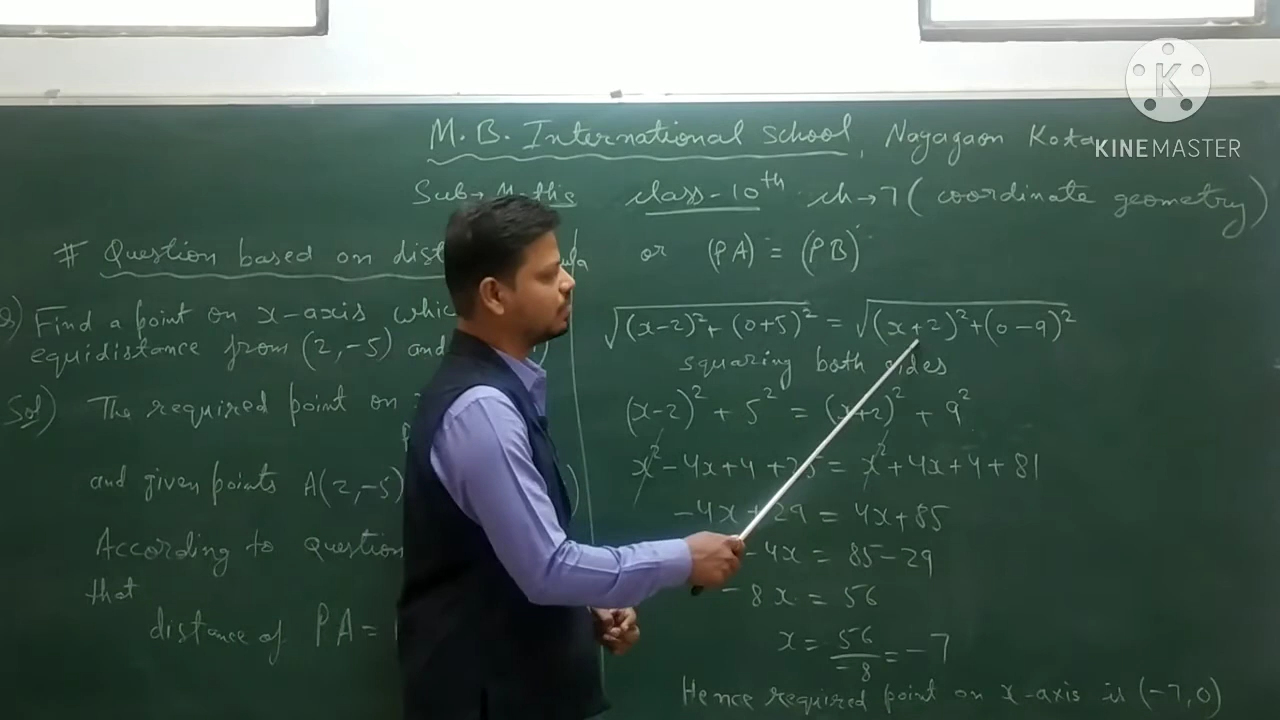 KINEMASTER
M. B. International School, Nayagaon Kota
Sub→ Maths class-10th ch→7 (coordinate geometry)
# Question based on
or (PA) = (PB)
Find a point on x-axis
equidistance from (2,-5) and
Sol) The required point on
and given points A(2,-5)
According to Question
that
distance of PA=
√(x-2)²+(0+5)² = √(x+2)²+(0-9)²
squaring both sides
(x-2)² + 5² = (x+2)² + 9²
x² - 4x + 4 + 25 = x² + 4x + 4 + 81
-4x + 29 = 4x + 85
-4x = 85 - 29
-8x = 56
x = 56/-8 = -7
Hence required point on x-axis is (-7,0)